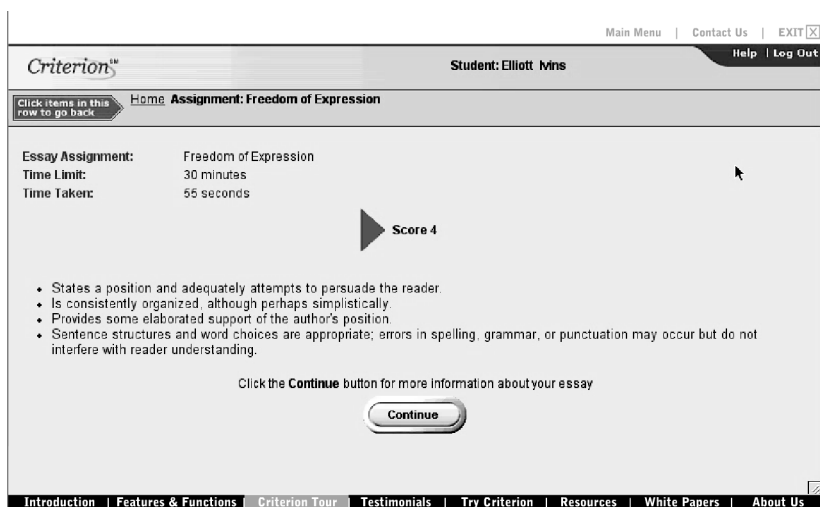 Main Menu | Contact Us | EXIT X
Help | Log Out
Criterion℠
Student: Elliott Ivins
Click items in this
row to go back
Home Assignment: Freedom of Expression
Essay Assignment: Freedom of Expression
Time Limit: 30 minutes
Time Taken: 55 seconds
Score 4
• States a position and adequately attempts to persuade the reader.
• Is consistently organized, although perhaps simplistically.
• Provides some elaborated support of the author's position.
• Sentence structures and word choices are appropriate; errors in spelling, grammar, or punctuation may occur but do not
interfere with reader understanding.
Click the Continue button for more information about your essay
Continue
Introduction | Features & Functions | Criterion Tour | Testimonials | Try Criterion | Resources | White Papers | About Us